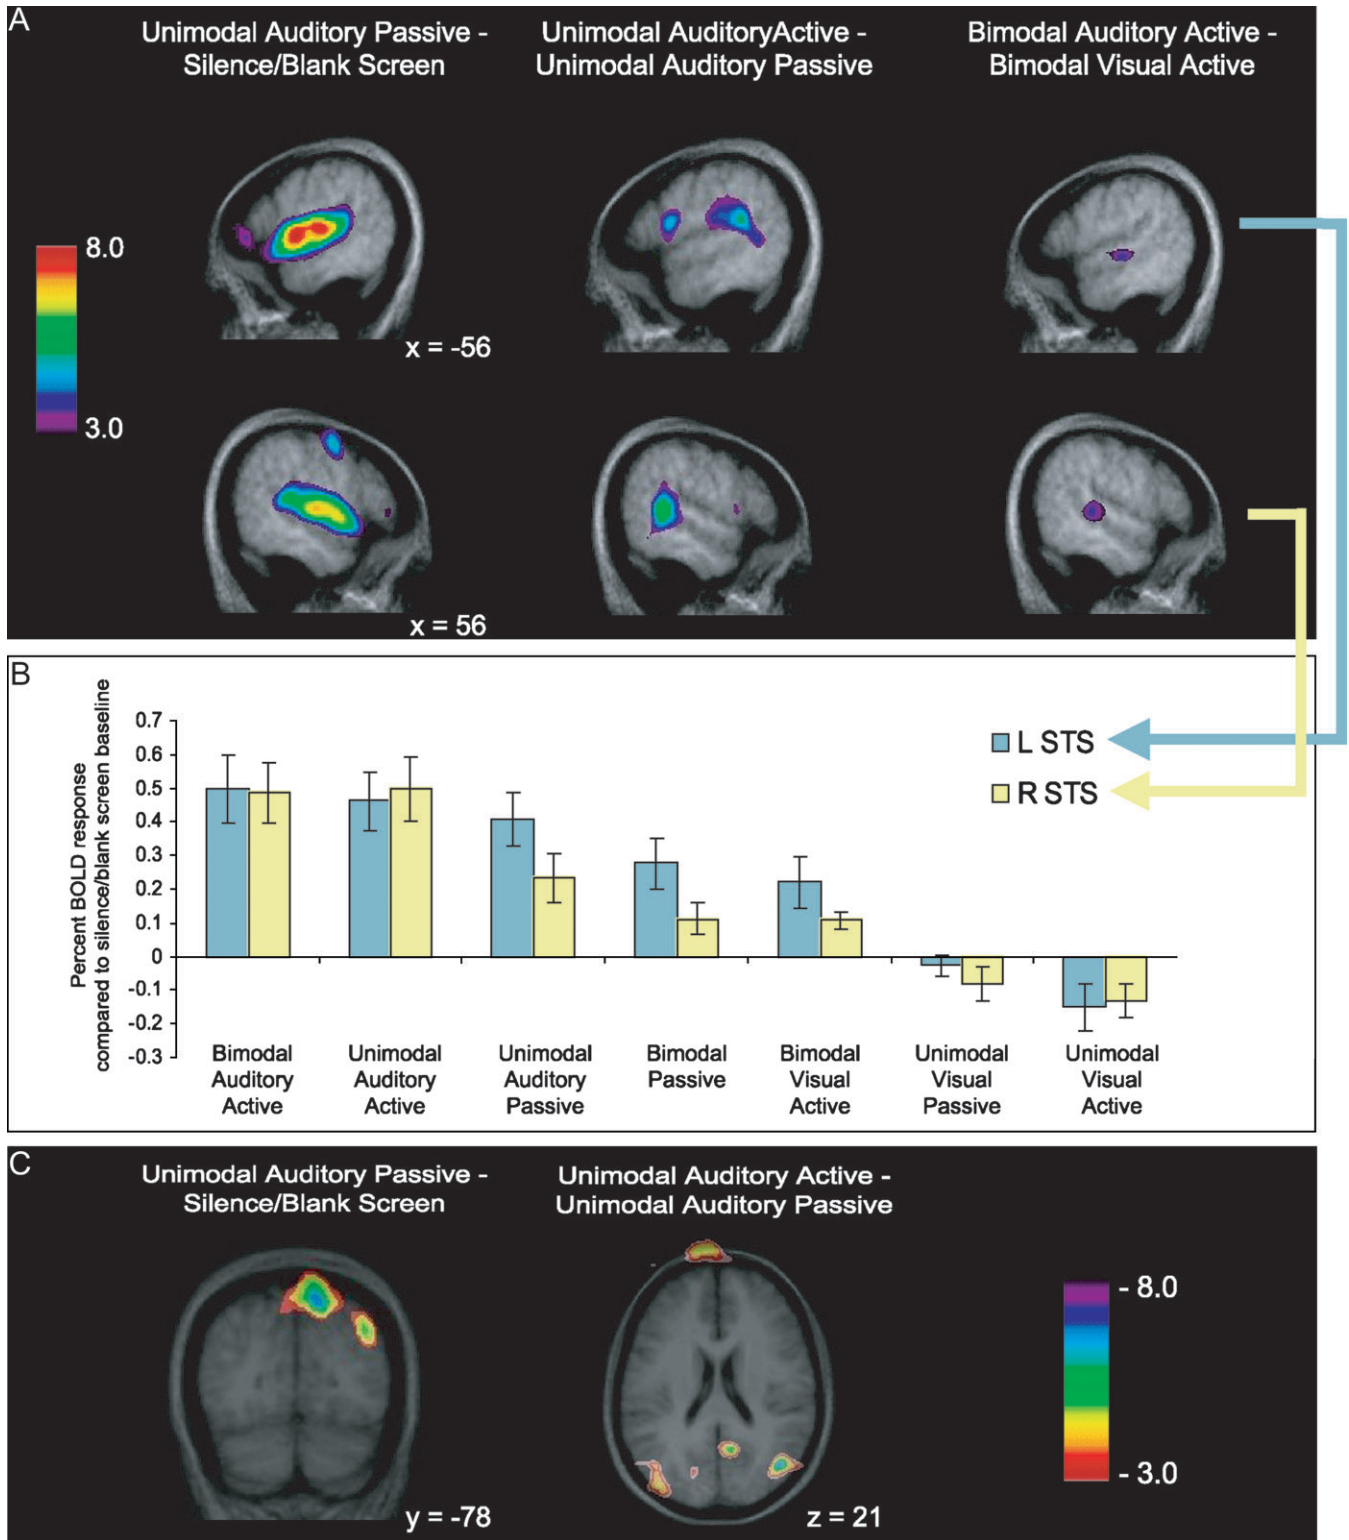 A
Unimodal Auditory Passive -
Silence/Blank Screen
Unimodal AuditoryActive -
Unimodal Auditory Passive
Bimodal Auditory Active -
Bimodal Visual Active
8.0
3.0
x = -56
x = 56
B
Percent BOLD response
compared to silence/blank screen baseline
0.7
0.6
0.5
0.4
0.3
0.2
0.1
0
-0.1
-0.2
-0.3
L STS
R STS
Bimodal
Auditory
Active
Unimodal
Auditory
Active
Unimodal
Auditory
Passive
Bimodal
Passive
Bimodal
Visual
Active
Unimodal
Visual
Passive
Unimodal
Visual
Active
C
Unimodal Auditory Passive -
Silence/Blank Screen
Unimodal Auditory Active -
Unimodal Auditory Passive
- 8.0
- 3.0
y = -78
z = 21